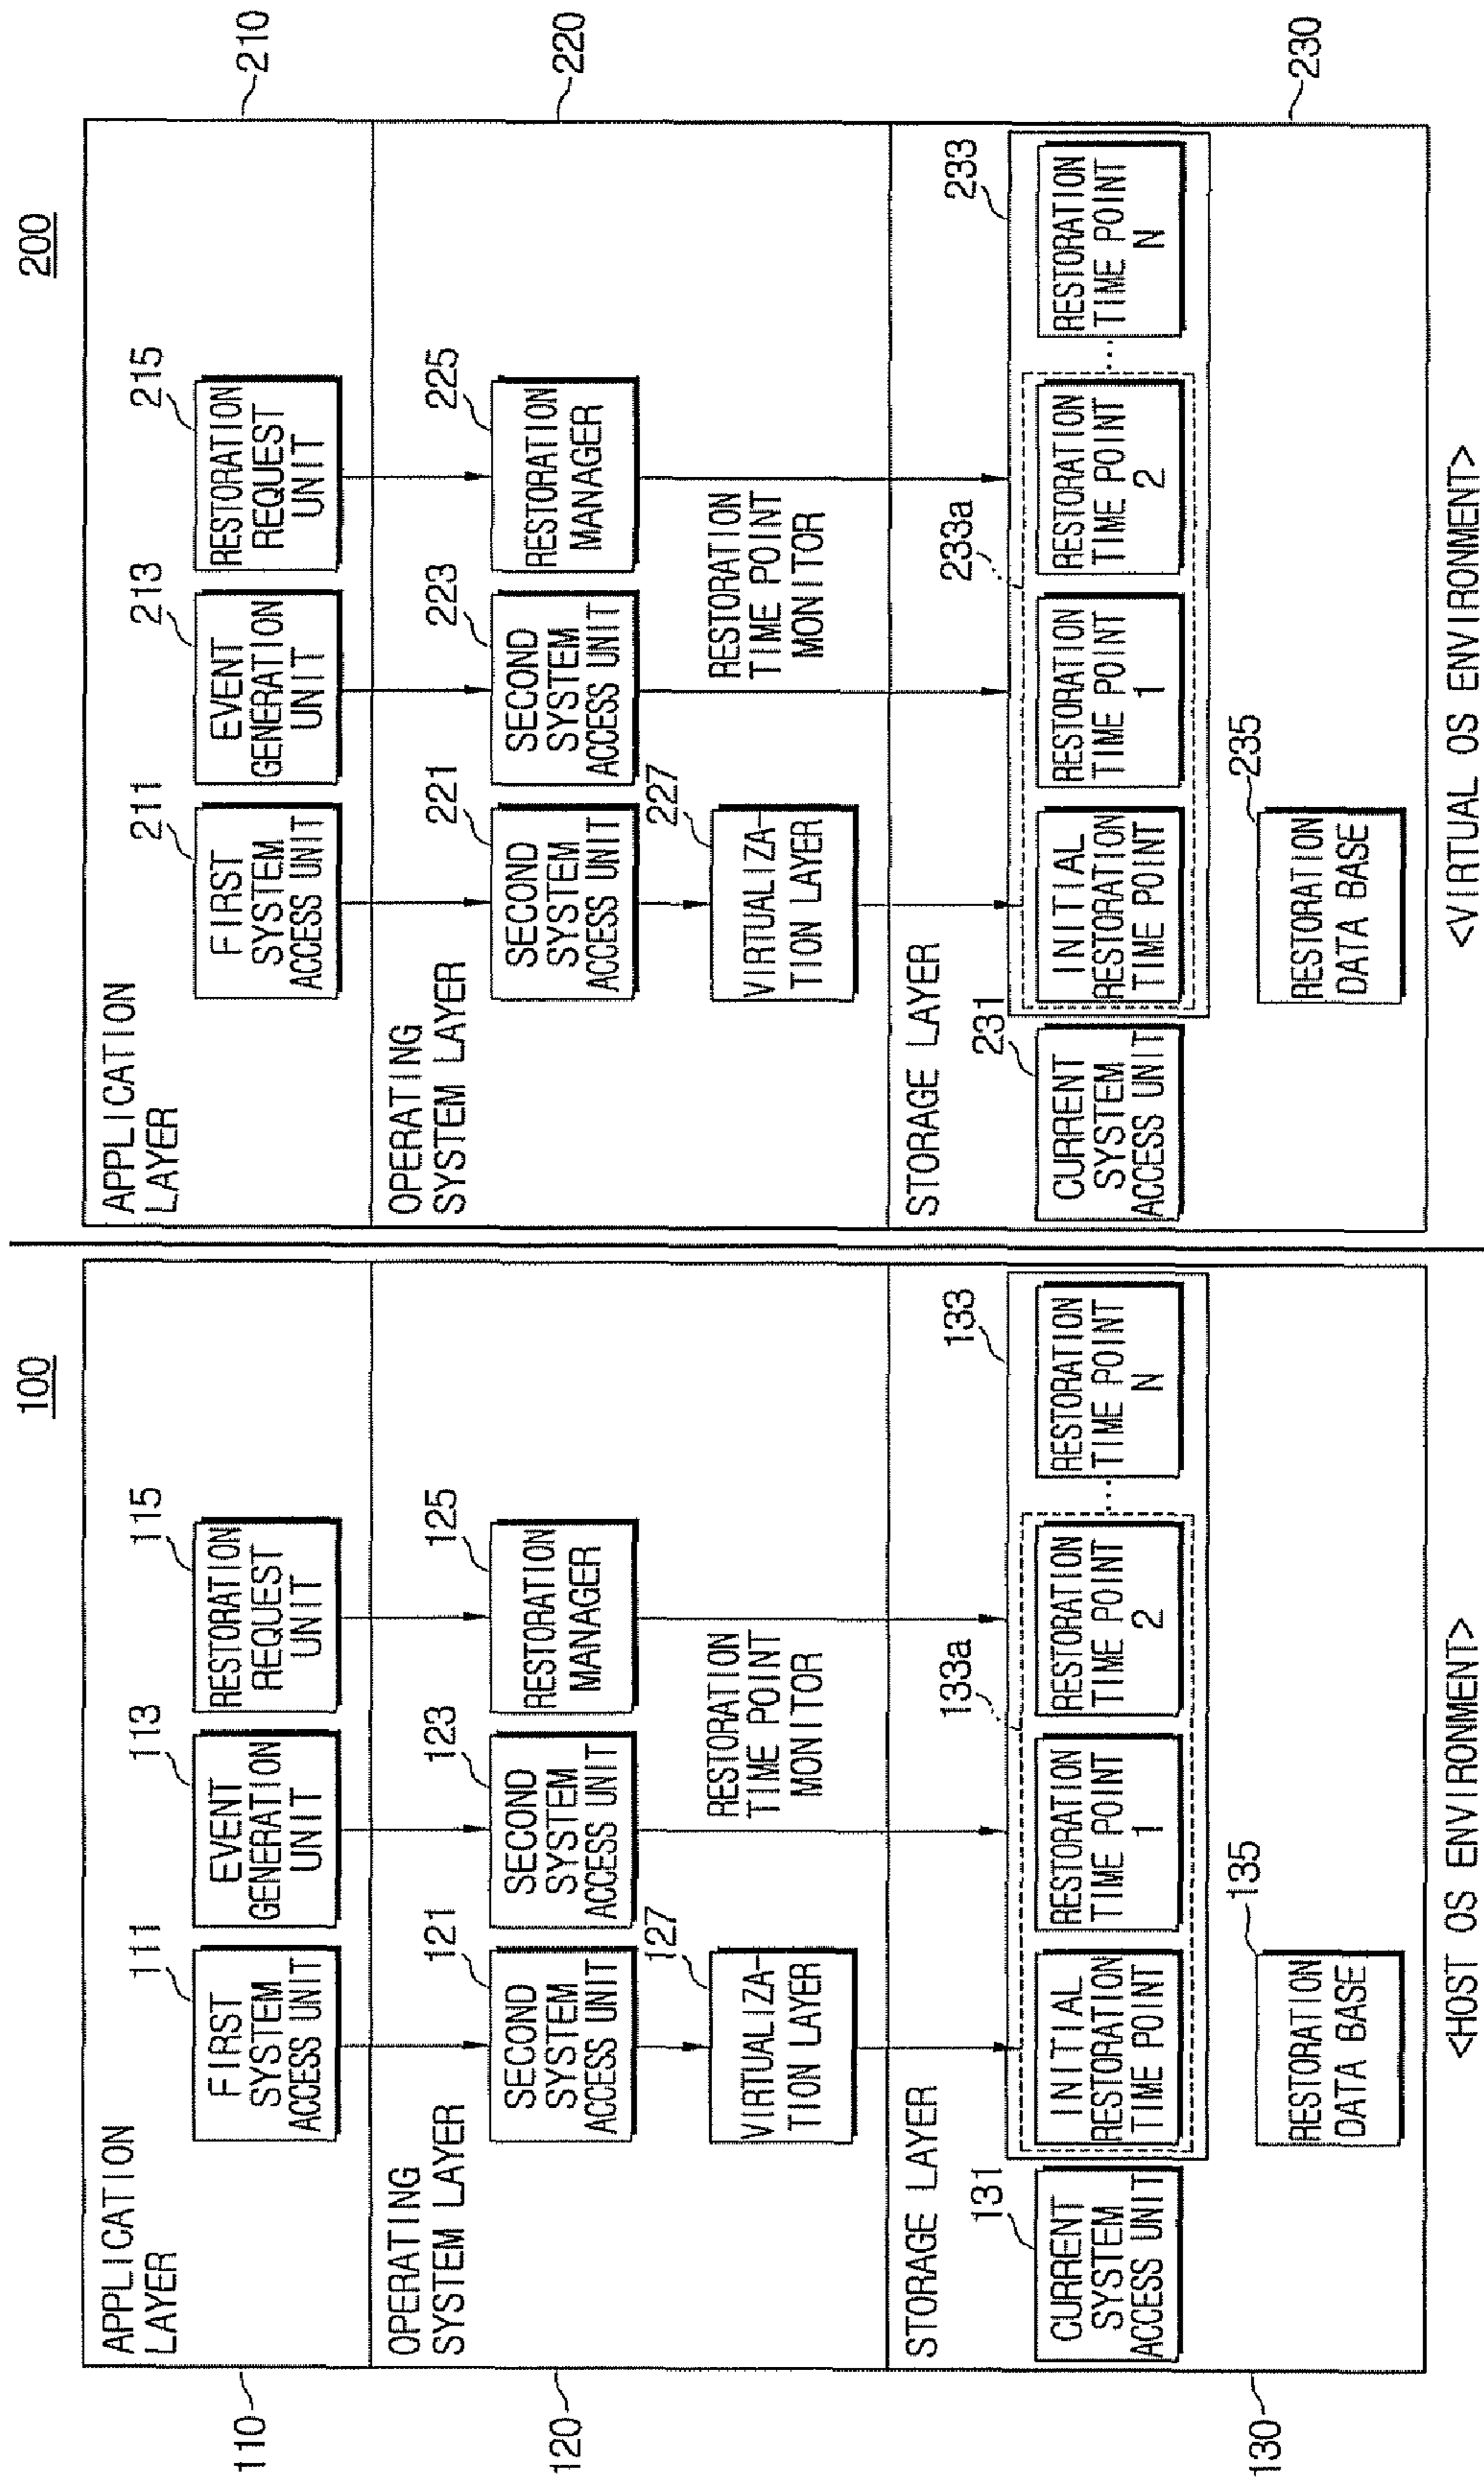 100
110
APPLICATION
LAYER
111
FIRST
SYSTEM
ACCESS UNIT
113
EVENT
GENERATION
UNIT
115
RESTORATION
REQUEST
UNIT
120
OPERATING
SYSTEM LAYER
121
SECOND
SYSTEM
ACCESS UNIT
123
SECOND
SYSTEM
ACCESS UNIT
125
RESTORATION
MANAGER
127
VIRTUALIZA-
TION LAYER
RESTORATION
TIME POINT
MONITOR
130
STORAGE LAYER
131
CURRENT
SYSTEM
ACCESS UNIT
133a
133
INITIAL
RESTORATION
TIME POINT
RESTORATION
TIME POINT
1
RESTORATION
TIME POINT
2
...
RESTORATION
TIME POINT
N
135
RESTORATION
DATA BASE
<HOST OS ENVIRONMENT>
200
210
APPLICATION
LAYER
211
FIRST
SYSTEM
ACCESS UNIT
213
EVENT
GENERATION
UNIT
215
RESTORATION
REQUEST
UNIT
220
OPERATING
SYSTEM LAYER
221
SECOND
SYSTEM
ACCESS UNIT
223
SECOND
SYSTEM
ACCESS UNIT
225
RESTORATION
MANAGER
227
VIRTUALIZA-
TION LAYER
RESTORATION
TIME POINT
MONITOR
230
STORAGE LAYER
231
CURRENT
SYSTEM
ACCESS UNIT
233a
233
INITIAL
RESTORATION
TIME POINT
RESTORATION
TIME POINT
1
RESTORATION
TIME POINT
2
...
RESTORATION
TIME POINT
N
235
RESTORATION
DATA BASE
<VIRTUAL OS ENVIRONMENT>